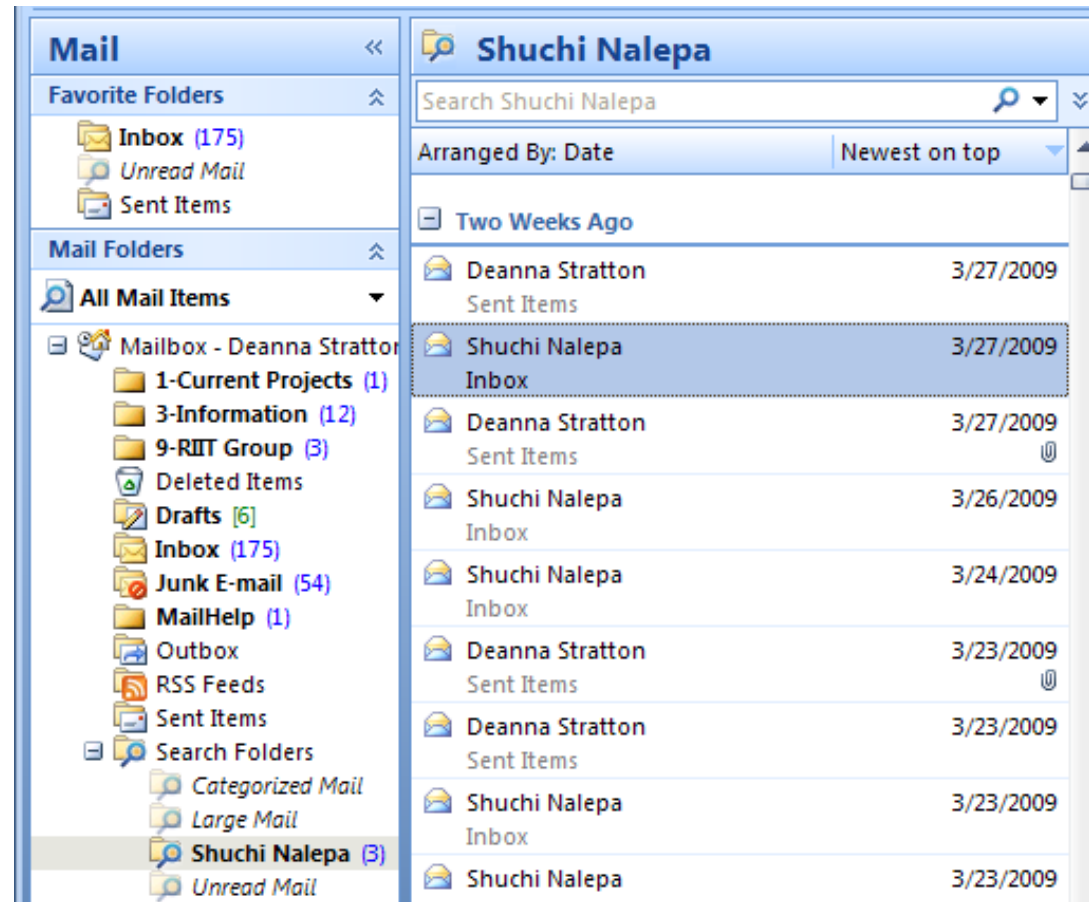 Mail
Favorite Folders
Inbox (175)
Unread Mail
Sent Items
Mail Folders
All Mail Items
Mailbox - Deanna Stratton
1-Current Projects (1)
3-Information (12)
9-RIIT Group (3)
Deleted Items
Drafts [6]
Inbox (175)
Junk E-mail (54)
MailHelp (1)
Outbox
RSS Feeds
Sent Items
Search Folders
Categorized Mail
Large Mail
Shuchi Nalepa (3)
Unread Mail
Shuchi Nalepa
Search Shuchi Nalepa
Arranged By: Date Newest on top
Two Weeks Ago
Deanna Stratton 3/27/2009
Sent Items
Shuchi Nalepa 3/27/2009
Inbox
Deanna Stratton 3/27/2009
Sent Items
Shuchi Nalepa 3/26/2009
Inbox
Shuchi Nalepa 3/24/2009
Inbox
Deanna Stratton 3/23/2009
Sent Items
Deanna Stratton 3/23/2009
Sent Items
Shuchi Nalepa 3/23/2009
Inbox
Shuchi Nalepa 3/23/2009